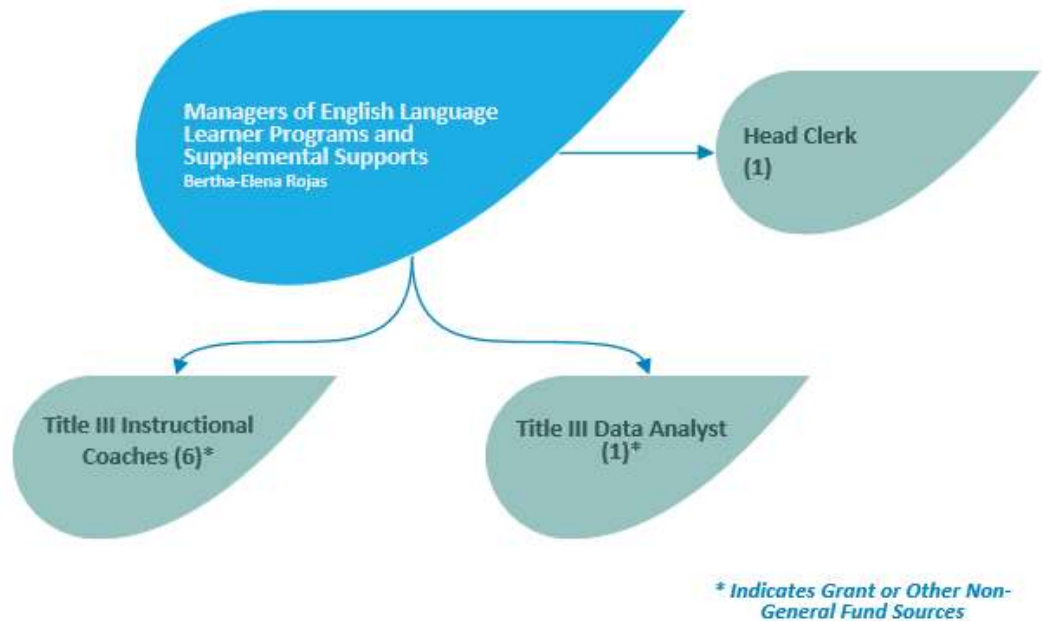 Managers of English Language
Learner Programs and
Supplemental Supports
Bertha-Elena Rojas
Head Clerk
(1)
Title III Instructional
Coaches (6)*
Title III Data Analyst
(1)*
* Indicates Grant or Other Non-
General Fund Sources